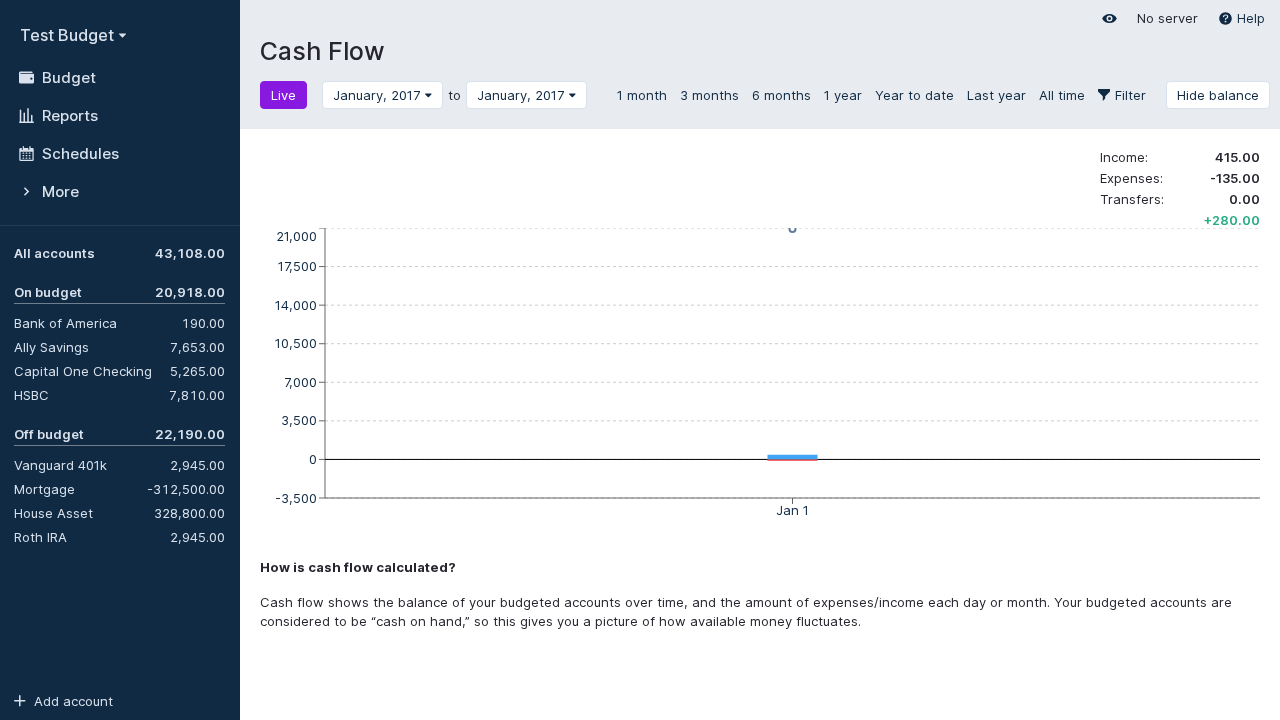 Test Budget
Budget
Reports
Schedules
More
All accounts 43,108.00
On budget 20,918.00
Bank of America 190.00
Ally Savings 7,653.00
Capital One Checking 5,265.00
HSBC 7,810.00
Off budget 22,190.00
Vanguard 401k 2,945.00
Mortgage -312,500.00
House Asset 328,800.00
Roth IRA 2,945.00
Add account
No server Help
Cash Flow
Live January, 2017 to January, 2017 1 month 3 months 6 months 1 year Year to date Last year All time Filter Hide balance
Income: 415.00
Expenses: -135.00
Transfers: 0.00
+280.00
21,000
17,500
14,000
10,500
7,000
3,500
0
-3,500
Jan 1
How is cash flow calculated?
Cash flow shows the balance of your budgeted accounts over time, and the amount of expenses/income each day or month. Your budgeted accounts are
considered to be “cash on hand,” so this gives you a picture of how available money fluctuates.